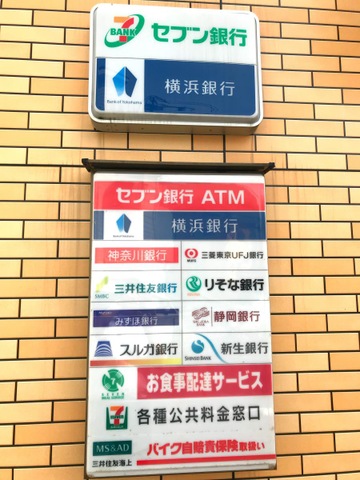 7 BANK セブン銀行
Bank of Yokohama 横浜銀行
セブン銀行 ATM
横浜銀行
神奈川銀行 三菱東京UFJ銀行
SMBC 三井住友銀行 りそな銀行
みずほ銀行 静岡銀行
スルガ銀行 SHINSEI BANK 新生銀行
お食事配達サービス
各種公共料金窓口
MS&AD
三井住友海上 バイク自賠責保険取扱い